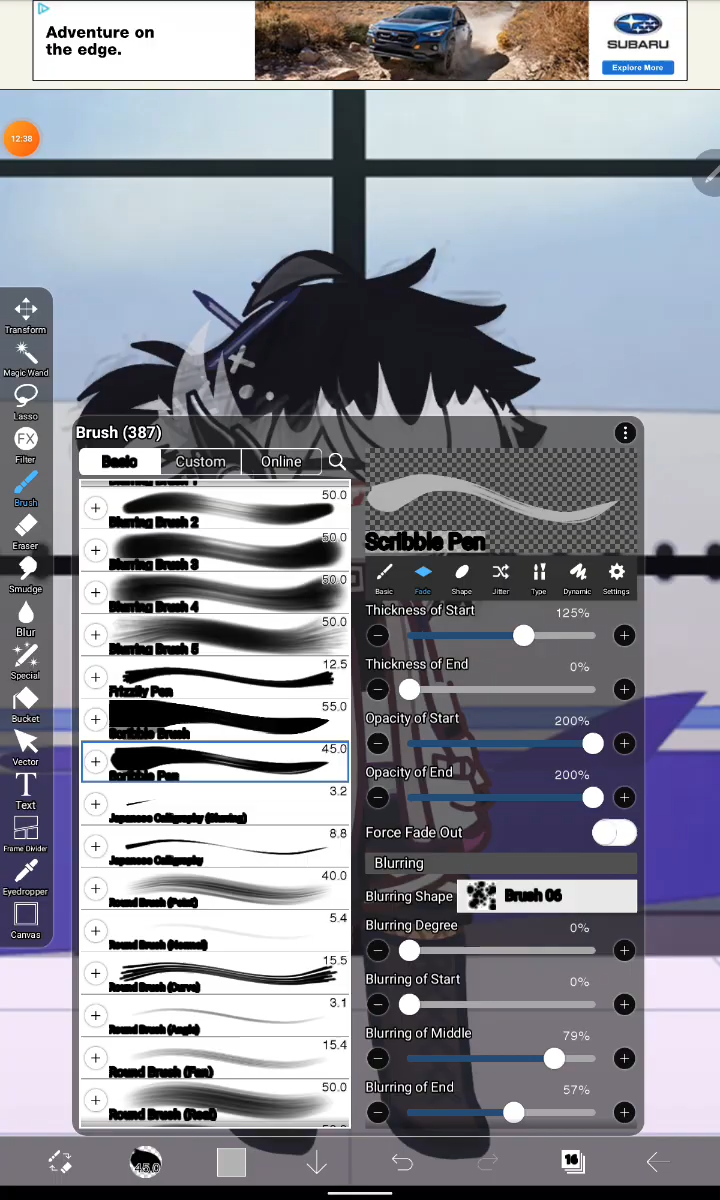 Adventure on
the edge.
SUBARU
Explore More
12:38
Transform
Magic Wand
Lasso
FX
Filter
Brush
Eraser
Smudge
Blur
Special
Bucket
Vector
T
Text
Frame Divider
Eyedropper
Canvas
Brush (387)
Basic
Custom
Online
50.0
Blurring Brush 2
50.0
Blurring Brush 3
50.0
Blurring Brush 4
50.0
Blurring Brush 5
12.5
Frizzily Pen
55.0
Scribble Brush
45.0
Scribble Pen
3.2
Japanese Calligraphy (Blurring)
8.8
Japanese Calligraphy
40.0
Round Brush (Point)
5.4
Round Brush (Normal)
15.5
Round Brush (Curve)
3.1
Round Brush (Angle)
15.4
Round Brush (Fan)
50.0
Round Brush (Real)
Scribble Pen
Basic
Fade
Shape
Jitter
Type
Dynamic
Settings
Thickness of Start
125%
Thickness of End
0%
Opacity of Start
200%
Opacity of End
200%
Force Fade Out
Blurring
Blurring Shape
Brush 06
Blurring Degree
0%
Blurring of Start
0%
Blurring of Middle
79%
Blurring of End
57%
45.0
16